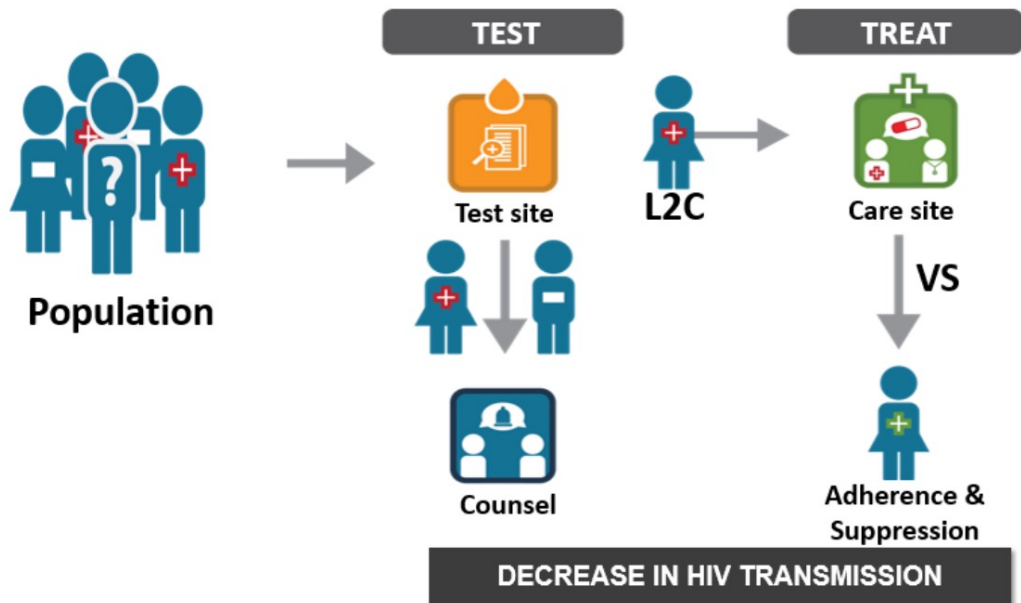 TEST
TREAT
?
Population
Test site
L2C
Care site
VS
Counsel
Adherence &
Suppression
DECREASE IN HIV TRANSMISSION